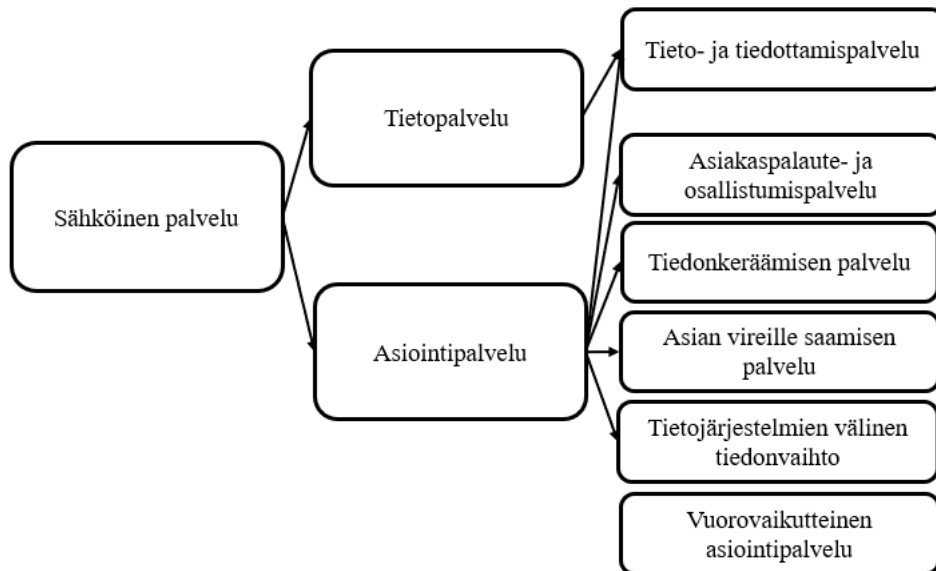 Sähköinen palvelu
Tietopalvelu
Asiointipalvelu
Tieto- ja tiedottamispalvelu
Asiakaspalaute- ja
osallistumispalvelu
Tiedonkeräämisen palvelu
Asian vireille saamisen
palvelu
Tietojärjestelmien välinen
tiedonvaihto
Vuorovaikutteinen
asiointipalvelu